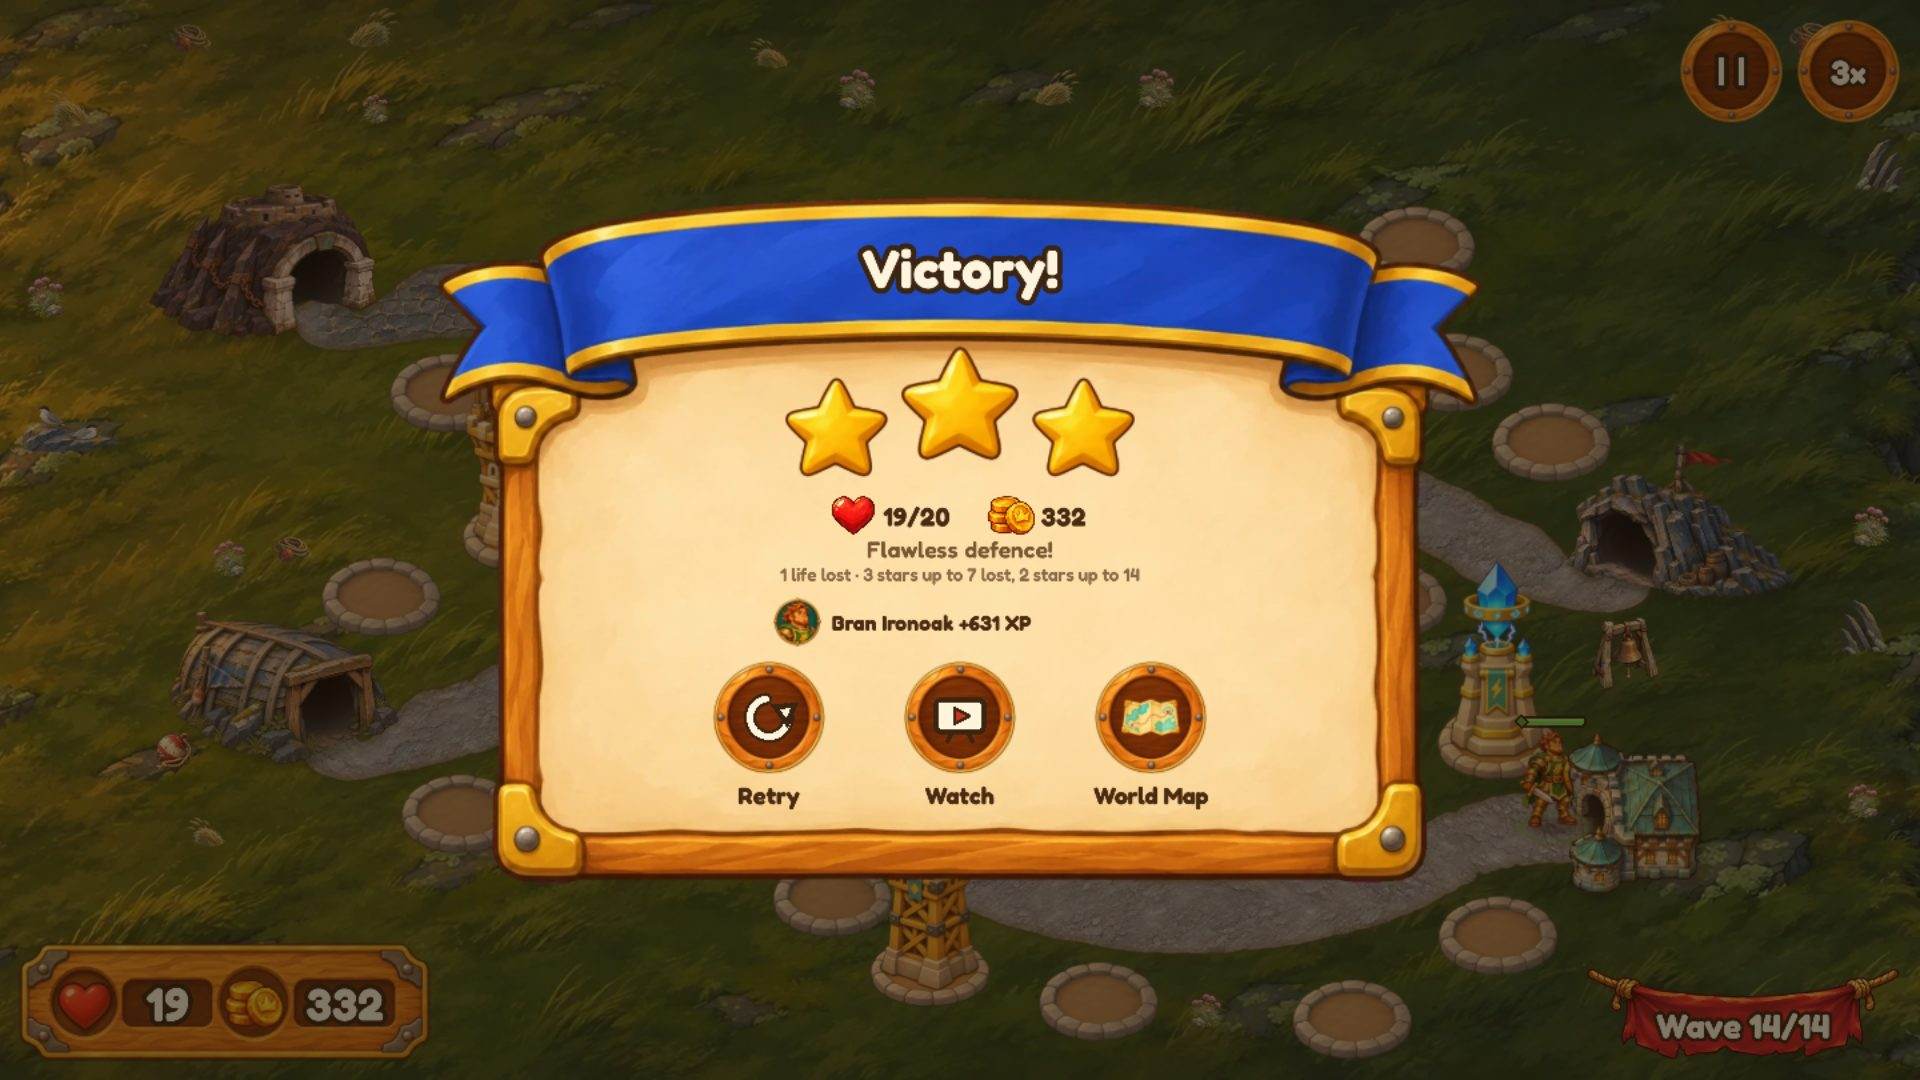 3x
Victory!
19/20 332
Flawless defence!
1 life lost · 3 stars up to 7 lost, 2 stars up to 14
Bran Ironoak +631 XP
Retry Watch World Map
19 332
Wave 14/14